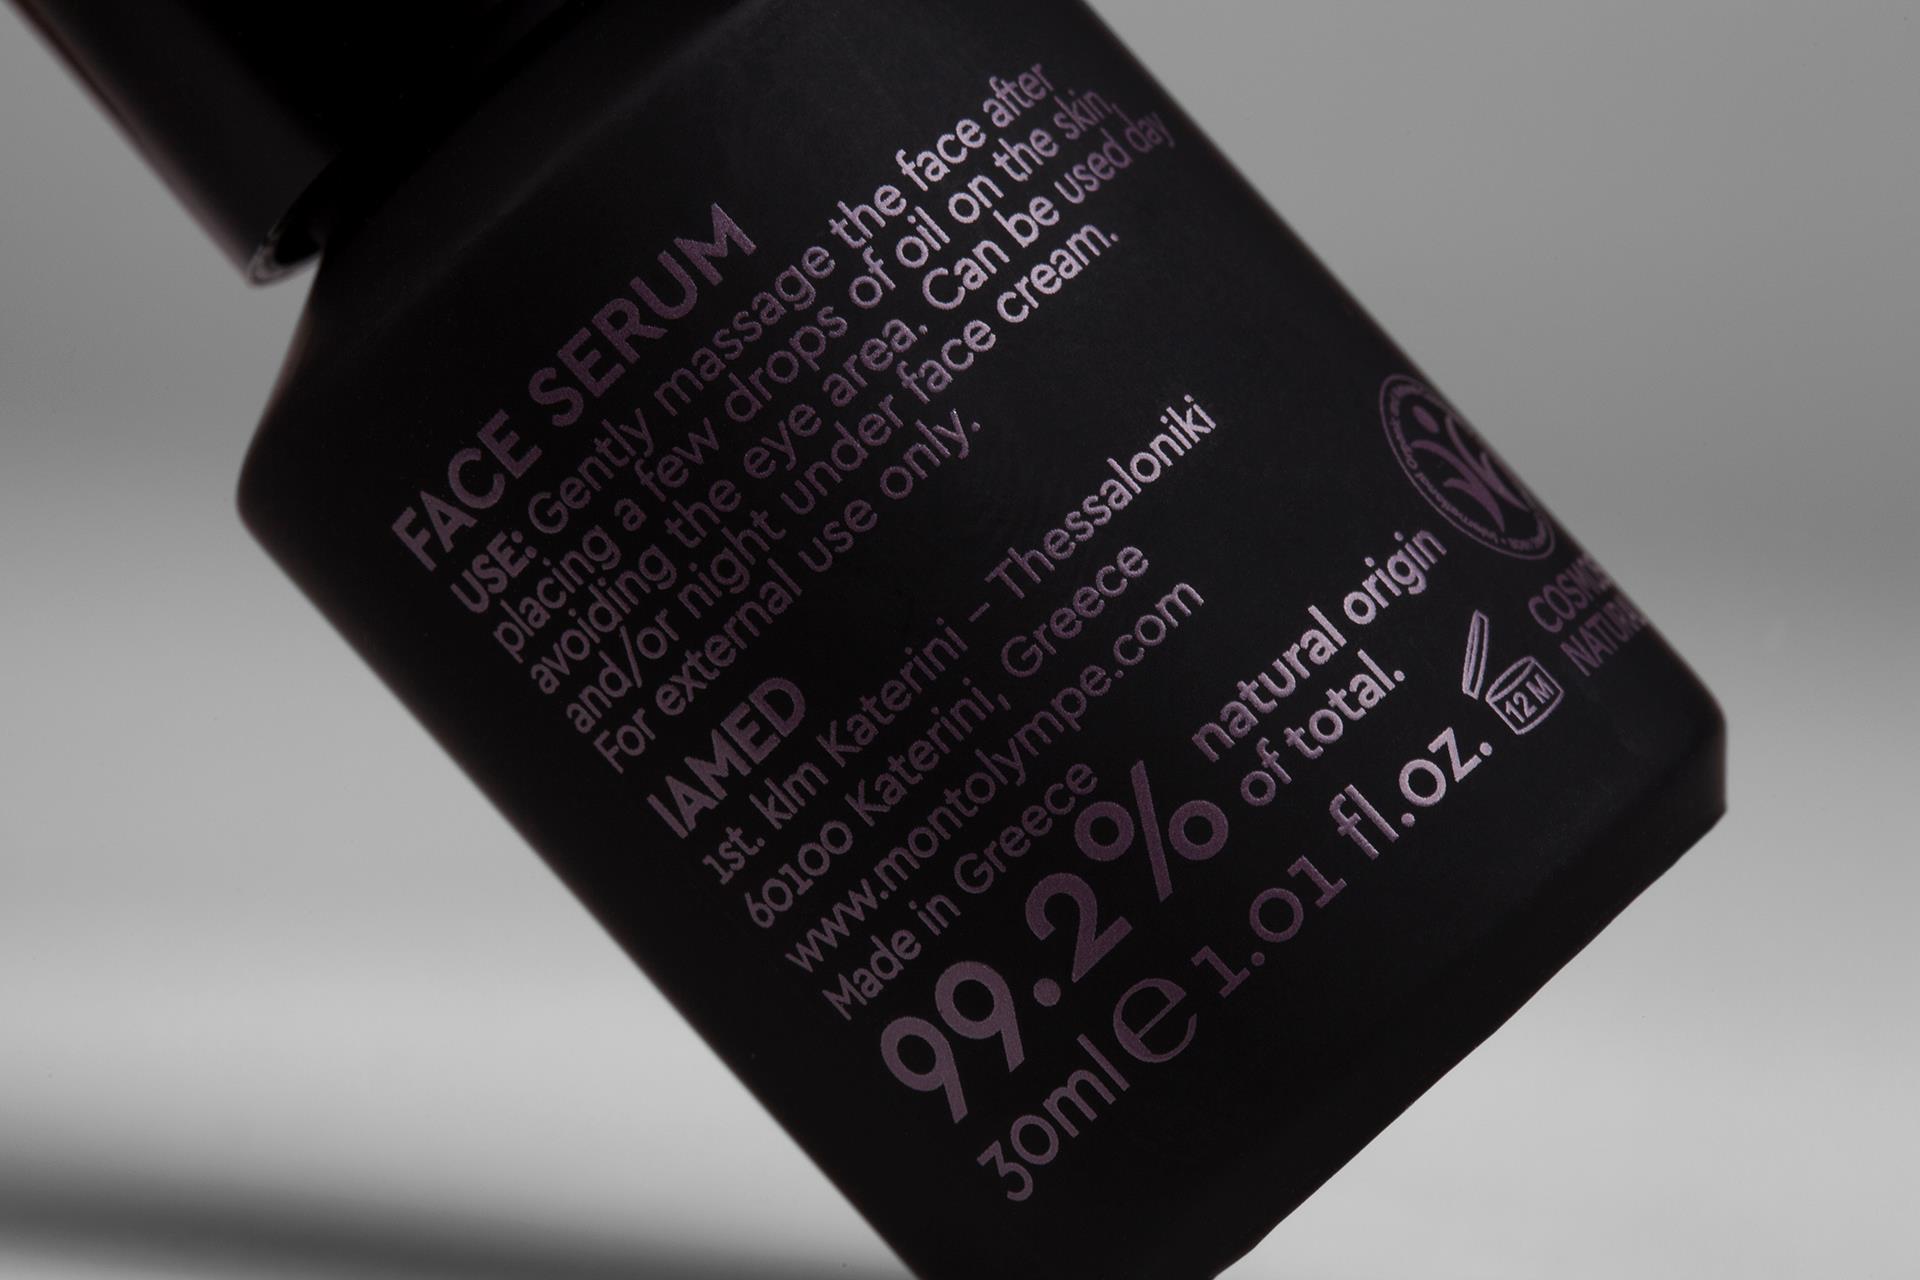 FACE SERUM
USE: Gently massage the face after
placing a few drops of oil on the skin,
avoiding the eye area. Can be used day
and/or night under face cream.
For external use only.
IAMED
1st. klm Katerini – Thessaloniki
60100 Katerini, Greece
www.montolympe.com
Made in Greece
99.2% natural origin
of total.
30ml e 1.01 fl.oz.
12 M